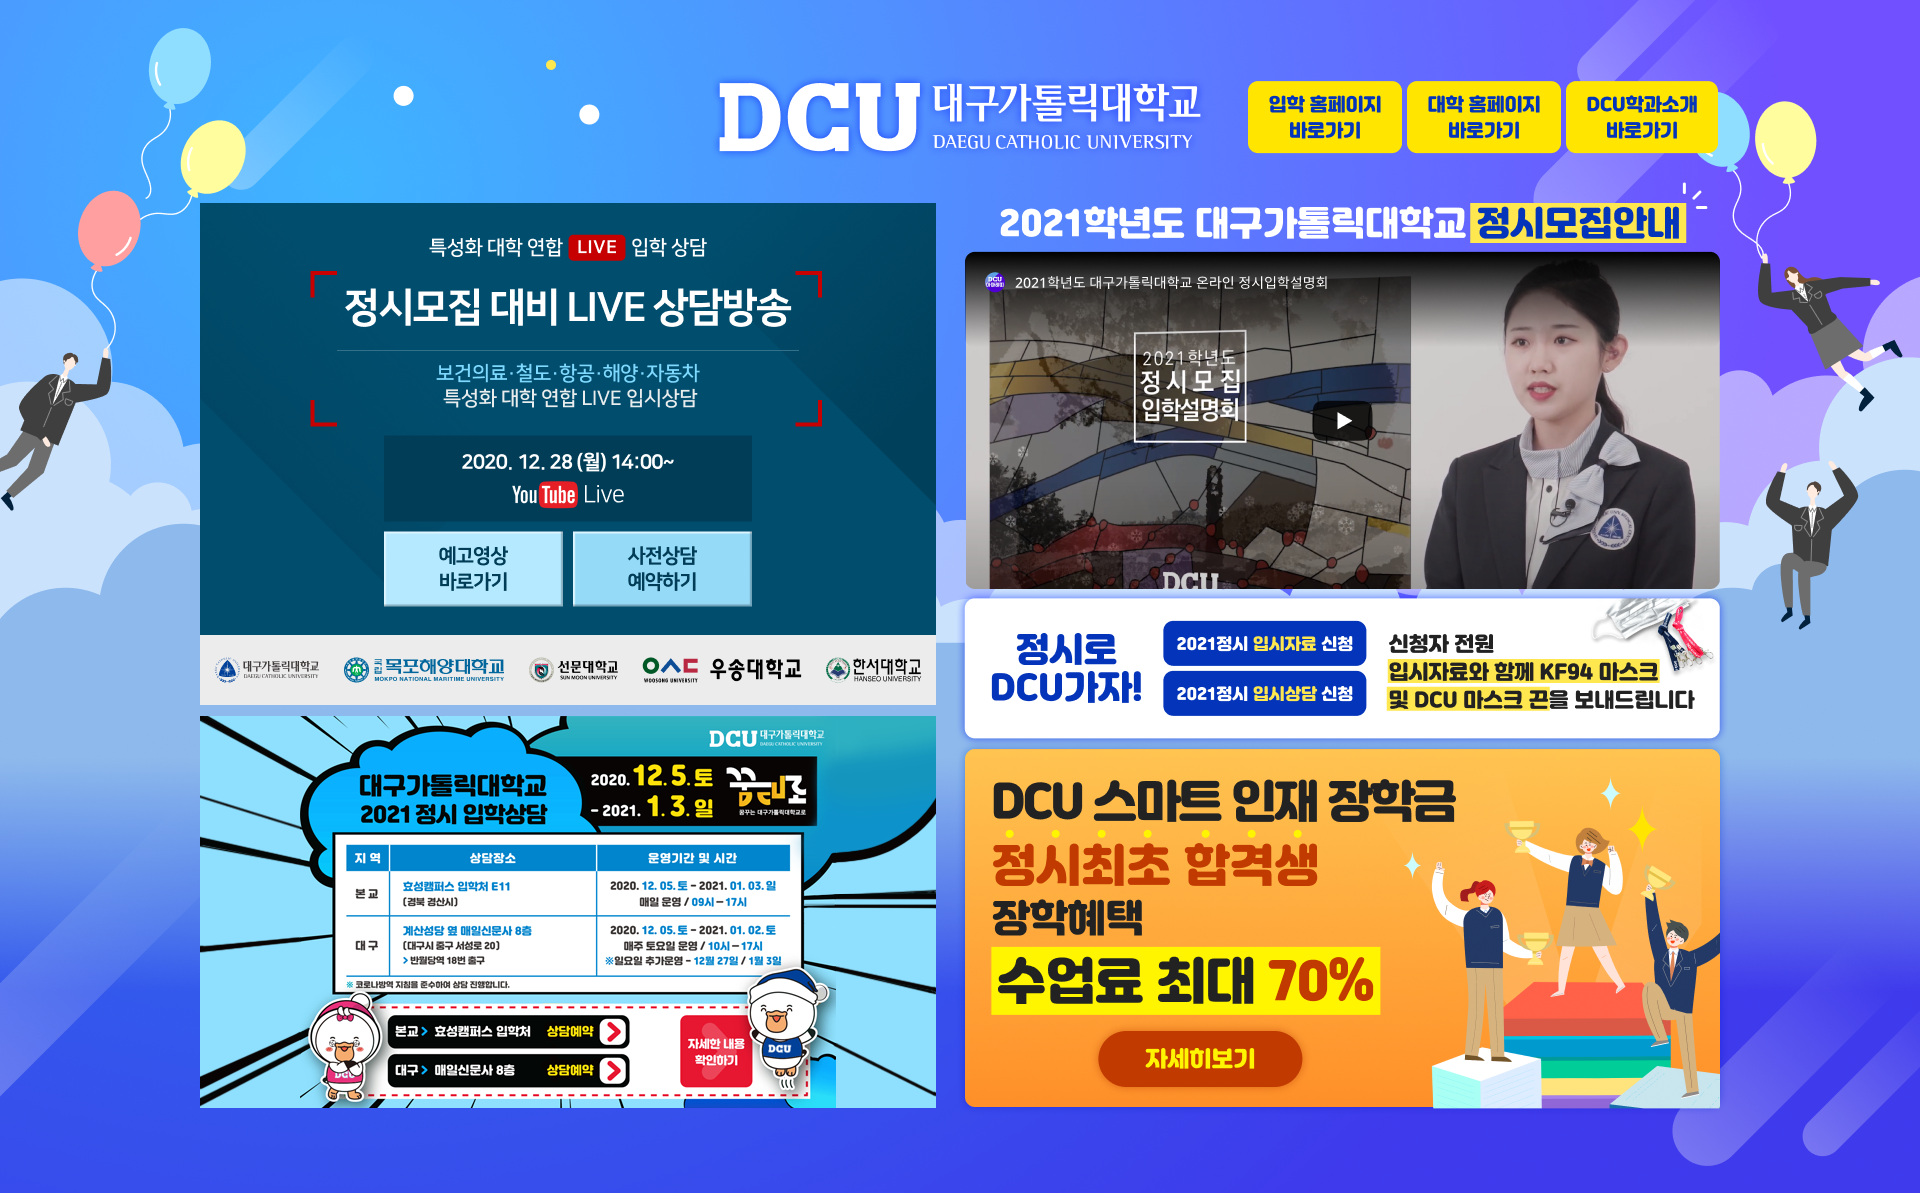 DCU 대구가톨릭대학교
DAEGU CATHOLIC UNIVERSITY
입학 홈페이지
바로가기
대학 홈페이지
바로가기
DCU학과소개
바로가기
특성화 대학 연합 LIVE 입학 상담
정시모집 대비 LIVE 상담방송
보건의료·철도·항공·해양·자동차
특성화 대학 연합 LIVE 입시상담
2020. 12. 28 (월) 14:00~
YouTube Live
예고영상
바로가기
사전상담
예약하기
대구가톨릭대학교
DAEGU CATHOLIC UNIVERSITY
국립 목포해양대학교
MOKPO NATIONAL MARITIME UNIVERSITY
선문대학교
SUN MOON UNIVERSITY
WOOSONG UNIVERSITY
우송대학교
한서대학교
HANSEO UNIVERSITY
DCU 대구가톨릭대학교
DAEGU CATHOLIC UNIVERSITY
대구가톨릭대학교
2021 정시 입학상담
2020. 12. 5. 토
- 2021. 1. 3. 일
꿈꾸는 대구가톨릭대학교로
지 역 상담장소 운영기간 및 시간
본 교
효성캠퍼스 입학처 E11
(경북 경산시)
2020. 12. 05. 토 - 2021. 01. 03. 일
매일 운영 / 09시 — 17시
대 구
계산성당 옆 매일신문사 8층
(대구시 중구 서성로 20)
> 반월당역 18번 출구
2020. 12. 05. 토 - 2021. 01. 02. 토
매주 토요일 운영 / 10시 — 17시
※일요일 추가운영 - 12월 27일 / 1월 3일
※ 코로나방역 지침을 준수하여 상담 진행합니다.
본교 > 효성캠퍼스 입학처 상담예약
대구 > 매일신문사 8층 상담예약
자세한 내용
확인하기
DCU
DCU
2021학년도 대구가톨릭대학교 정시모집안내
DCU
2021학년도 대구가톨릭대학교 온라인 정시입학설명회
2021학년도
정시모집
입학설명회
DCU
정시로
DCU가자!
2021정시 입시자료 신청
2021정시 입시상담 신청
신청자 전원
입시자료와 함께 KF94 마스크
및 DCU 마스크 끈을 보내드립니다
DCU 스마트 인재 장학금
정시최초 합격생
장학혜택
수업료 최대 70%
자세히보기